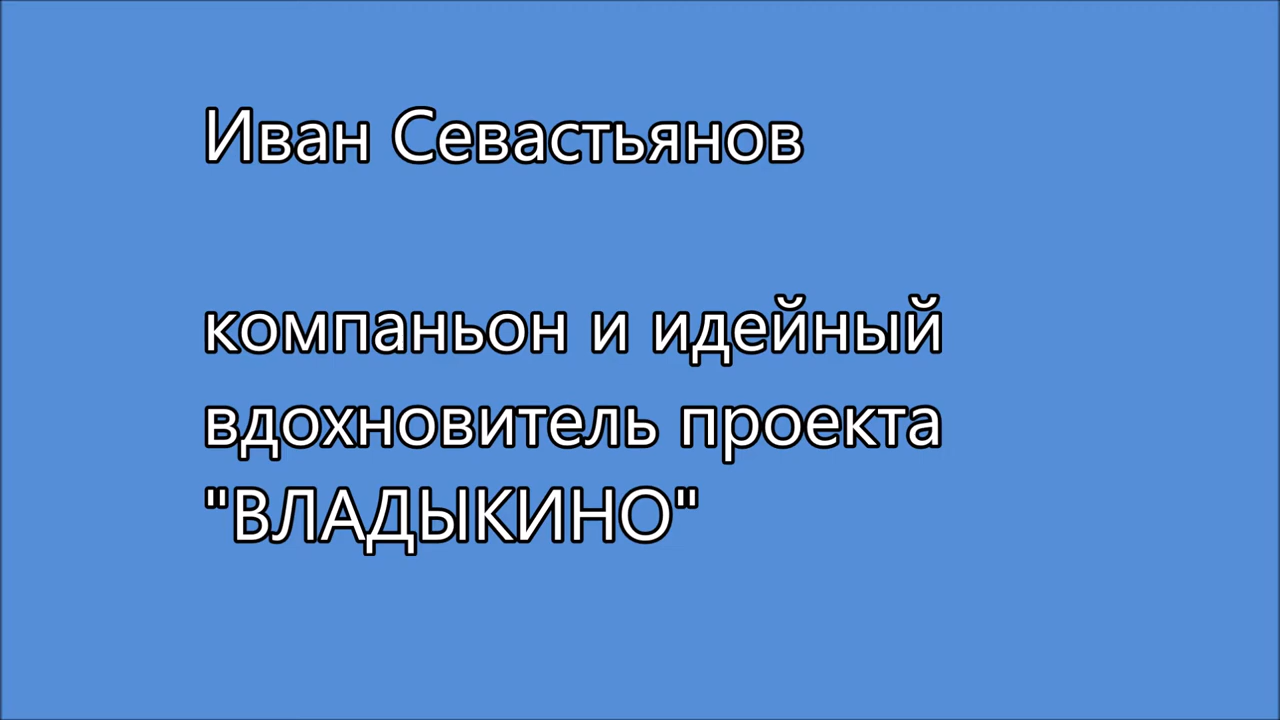 Иван Севастьянов
компаньон и идейный
вдохновитель проекта
"ВЛАДЫКИНО"